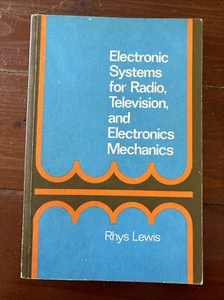 Electronic
Systems
for Radio,
Television,
and
Electronics
Mechanics
Rhys Lewis